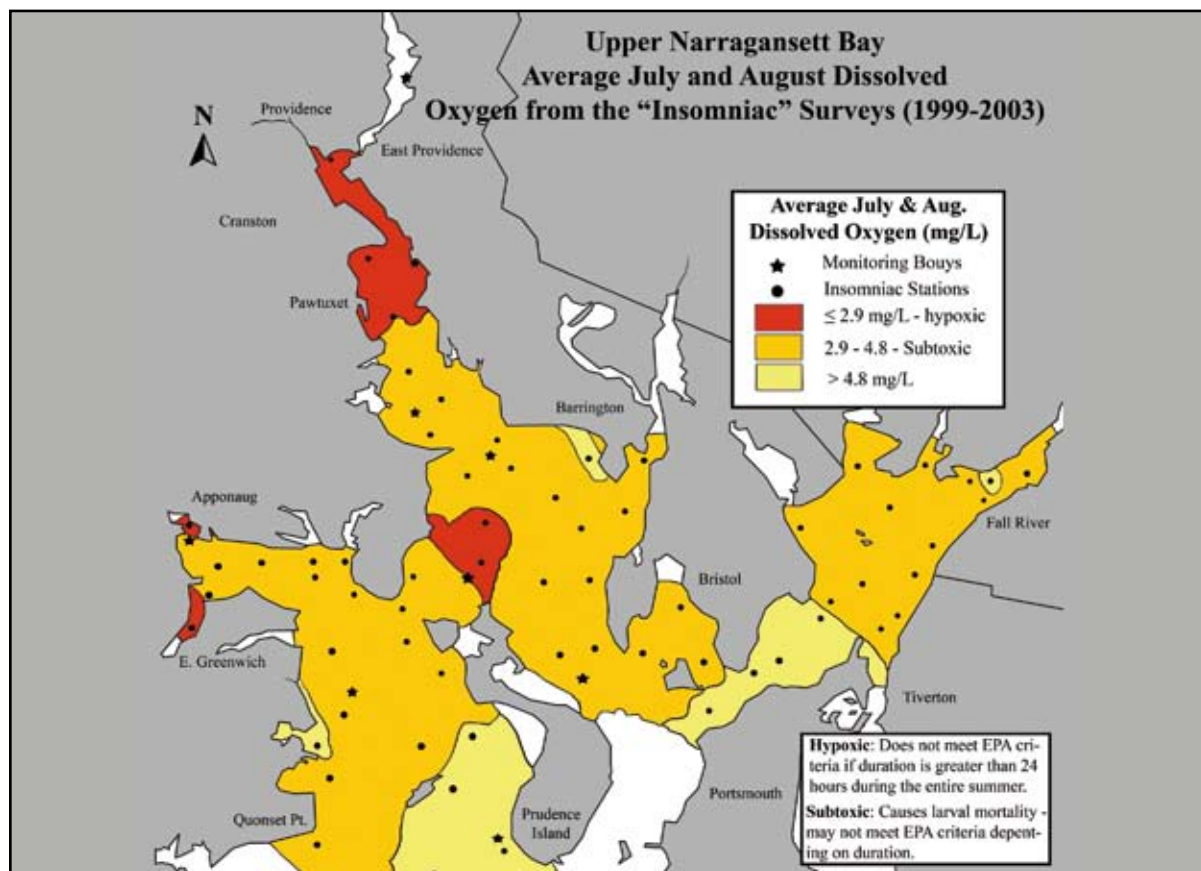 Upper Narragansett Bay
Average July and August Dissolved
Oxygen from the “Insomniac” Surveys (1999-2003)
N
Providence
East Providence
Cranston
Average July & Aug.
Dissolved Oxygen (mg/L)
Monitoring Bouys
Insomniac Stations
≤ 2.9 mg/L - hypoxic
2.9 - 4.8 - Subtoxic
> 4.8 mg/L
Pawtuxet
Barrington
Apponaug
Fall River
Bristol
E. Greenwich
Tiverton
Hypoxic: Does not meet EPA cri-
teria if duration is greater than 24
hours during the entire summer.
Subtoxic: Causes larval mortality -
may not meet EPA criteria depent-
ing on duration.
Portsmouth
Prudence
Island
Quonset Pt.